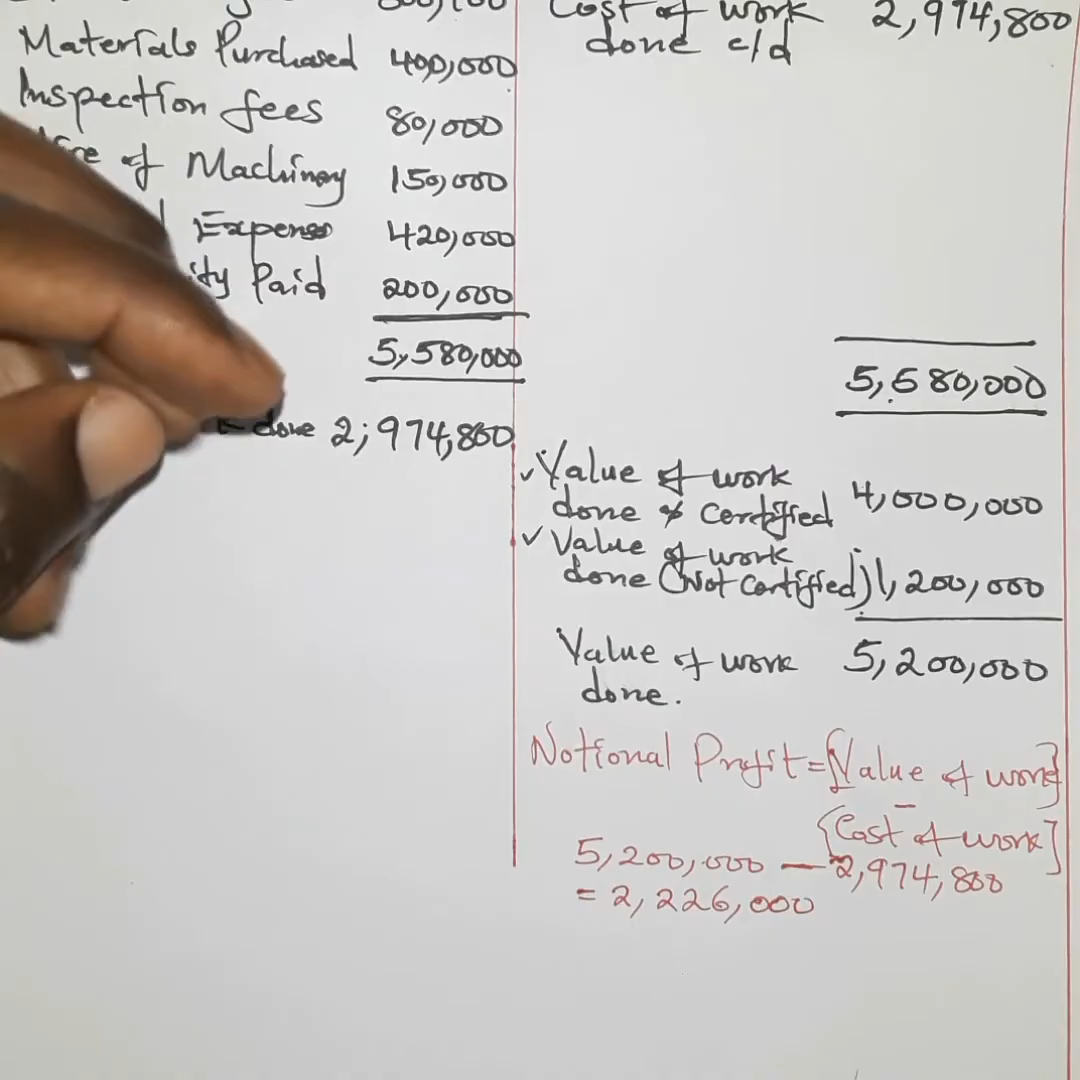 Cost of work 2,974,800
done c/d
Materials Purchased 400,000
Inspection fees 80,000
of Machinery 150,000
Expenses 420,000
Paid 200,000
5,580,000
5,580,000
done 2,974,800
Value of work
done & Certified 4,000,000
Value of work
done (Not Certified) 1,200,000
Value of work 5,200,000
done.
Notional Profit = [Value of work]
-
[Cost of work]
5,200,000 - 2,974,800
= 2,226,000